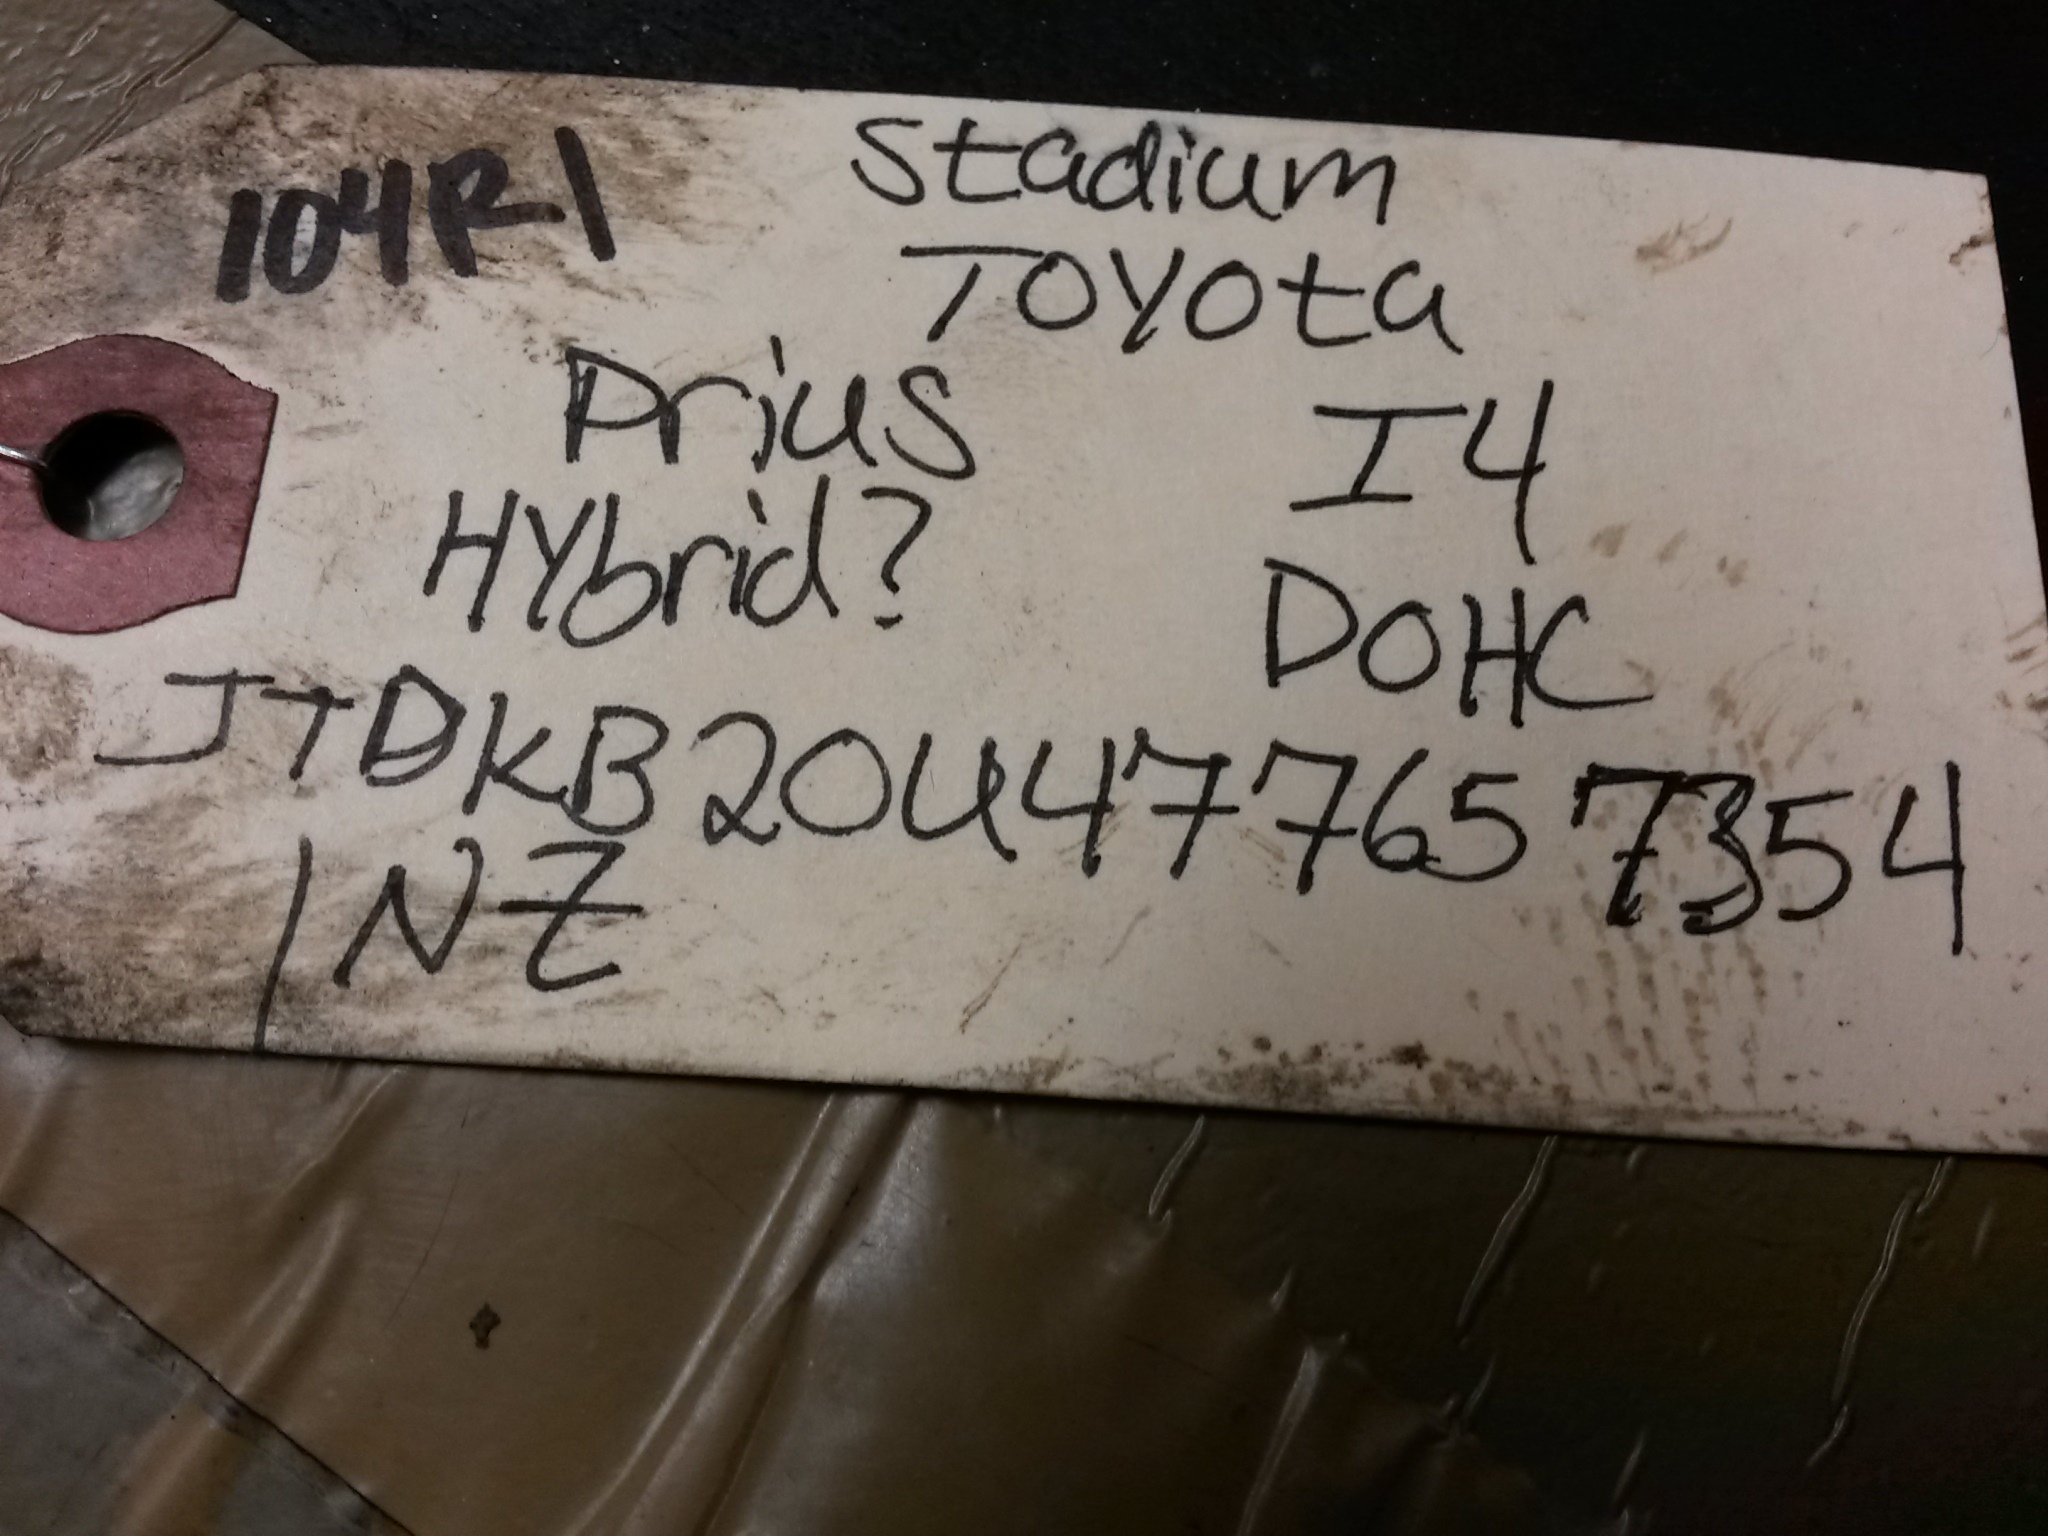 104R1
Stadium
TOYOta
Prius
I4
HYbrid?
DOHC
JTDKB20U477657354
1NZ